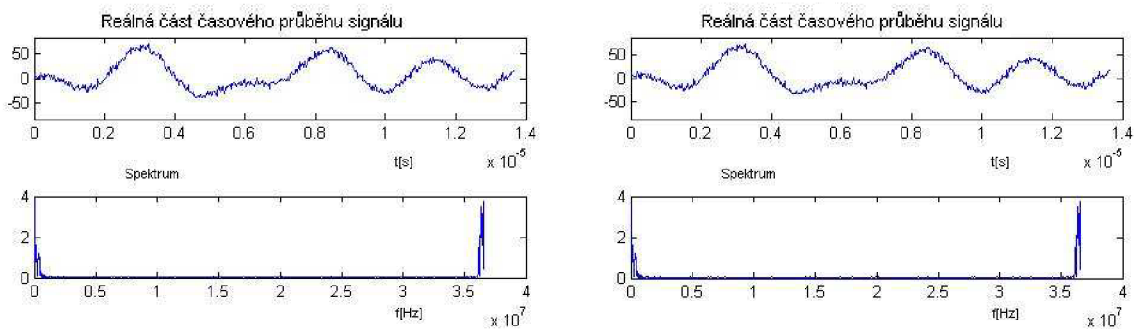 Reálná část časového průběhu signálu
50
0
-50
0 0.2 0.4 0.6 0.8 1 1.2 1.4
t[s] x 10^-5
Spektrum
4
2
0
0 0.5 1 1.5 2 2.5 3 3.5 4
f[Hz] x 10^7
Reálná část časového průběhu signálu
50
0
-50
0 0.2 0.4 0.6 0.8 1 1.2 1.4
t[s] x 10^-5
Spektrum
4
2
0
0 0.5 1 1.5 2 2.5 3 3.5 4
f[Hz] x 10^7